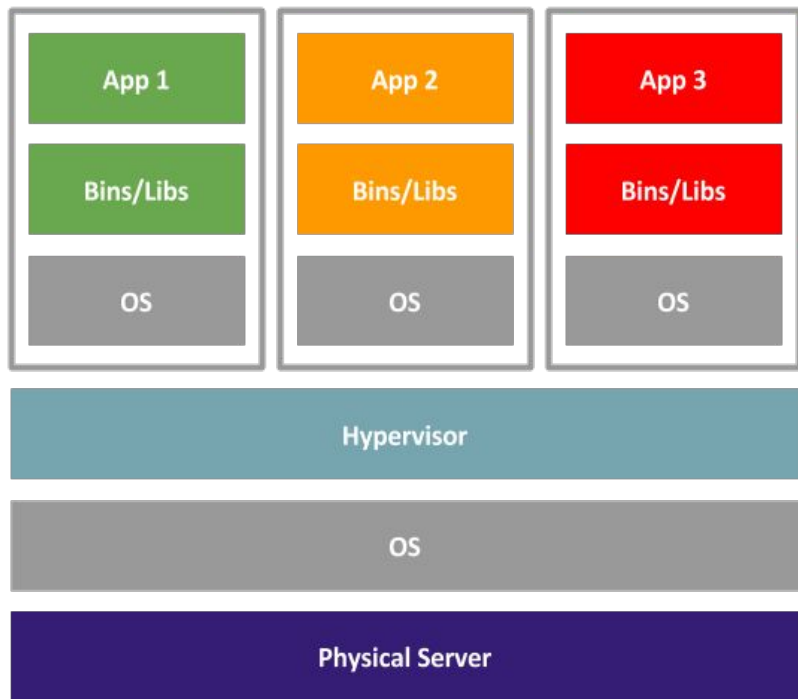 App 1
App 2
App 3
Bins/Libs
Bins/Libs
Bins/Libs
OS
OS
OS
Hypervisor
OS
Physical Server